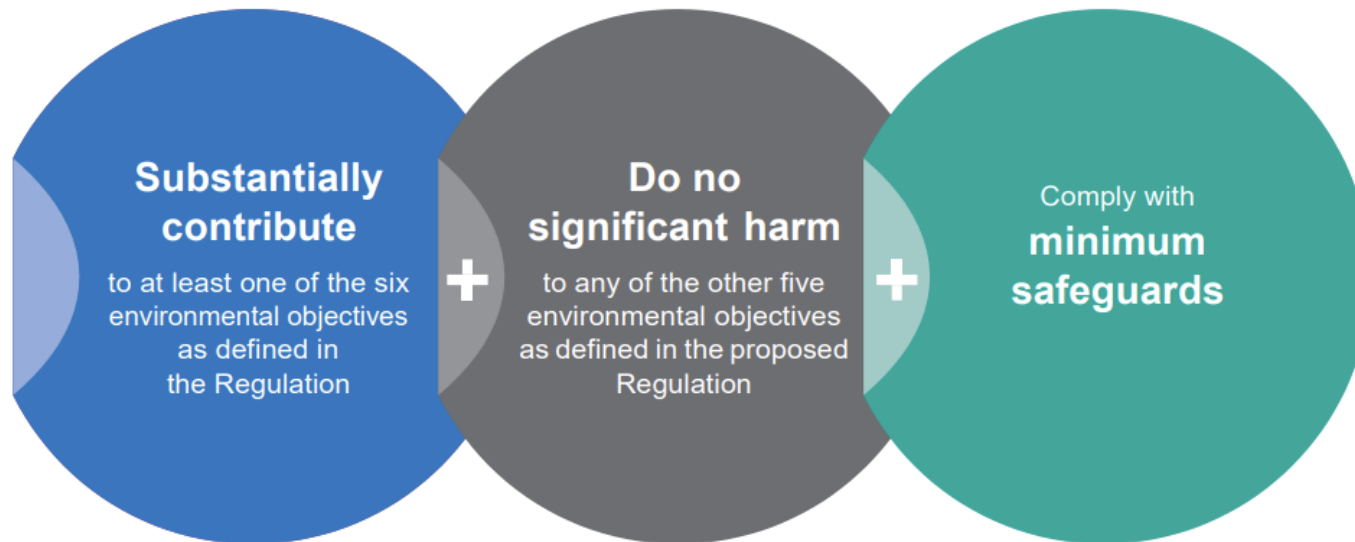 Substantially
contribute
to at least one of the six
environmental objectives
as defined in
the Regulation
+
Do no
significant harm
to any of the other five
environmental objectives
as defined in the proposed
Regulation
+
Comply with
minimum
safeguards